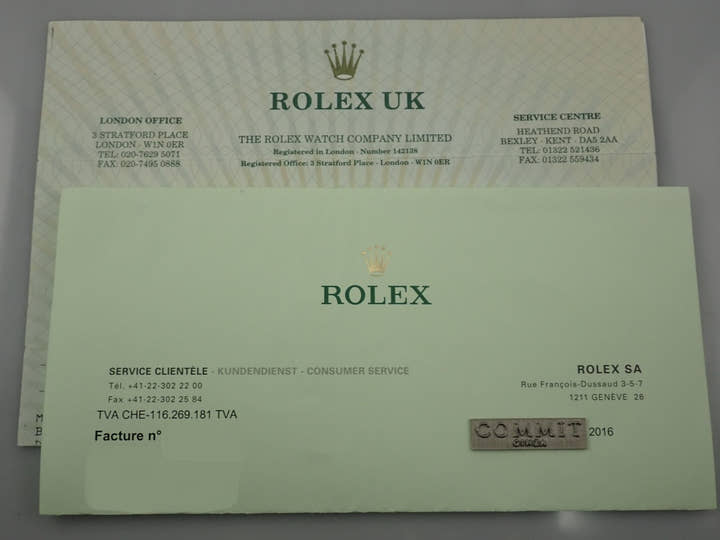 ROLEX UK
LONDON OFFICE
3 STRATFORD PLACE
LONDON - W1N 0ER
TEL: 020-7629 5071
FAX: 020-7495 0888
THE ROLEX WATCH COMPANY LIMITED
Registered in London - Number 142138
Registered Office: 3 Stratford Place - London - W1N 0ER
SERVICE CENTRE
HEATHEND ROAD
BEXLEY - KENT - DA5 2AA
TEL: 01322 521436
FAX: 01322 559434
ROLEX
SERVICE CLIENTÈLE - KUNDENDIENST - CONSUMER SERVICE
Tél. +41-22-302 22 00
Fax +41-22-302 25 84
TVA CHE-116.269.181 TVA
Facture n°
ROLEX SA
Rue François-Dussaud 3-5-7
1211 GENÈVE 26
COMMIT
2016